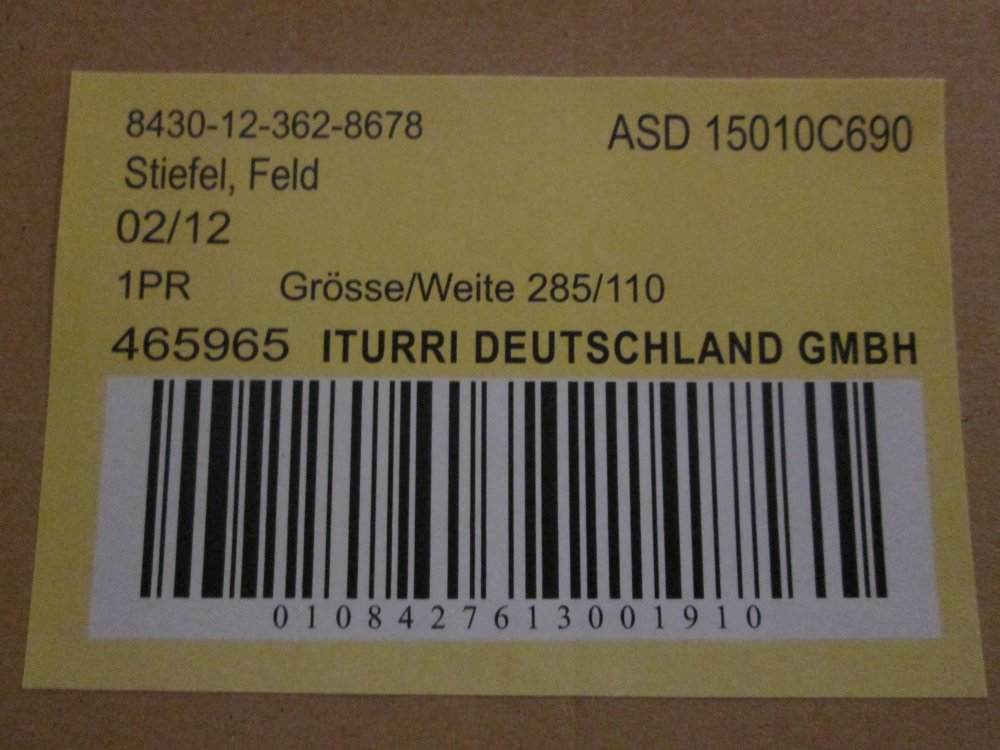 8430-12-362-8678
ASD 15010C690
Stiefel, Feld
02/12
1PR Grösse/Weite 285/110
465965 ITURRI DEUTSCHLAND GMBH
0108427613001910